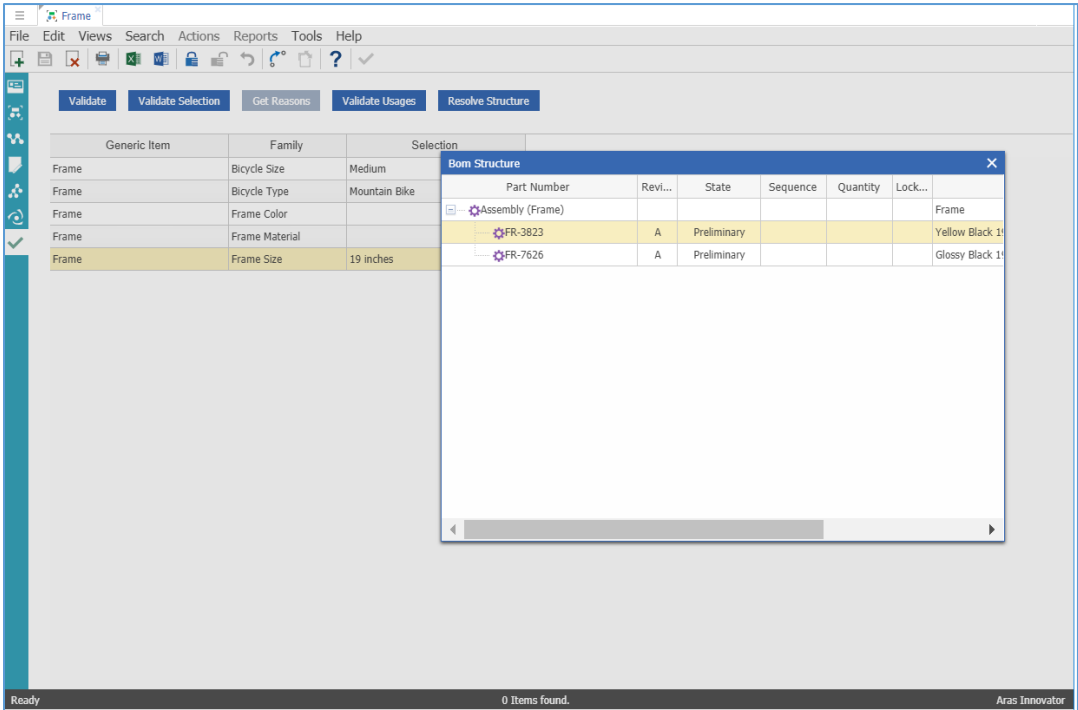 Frame
File Edit Views Search Actions Reports Tools Help
Validate Validate Selection Get Reasons Validate Usages Resolve Structure
Generic Item Family Selection
Frame Bicycle Size Medium
Frame Bicycle Type Mountain Bike
Frame Frame Color
Frame Frame Material
Frame Frame Size 19 inches
Bom Structure
Part Number Revi... State Sequence Quantity Lock...
Assembly (Frame) Frame
FR-3823 A Preliminary Yellow Black
FR-7626 A Preliminary Glossy Black
Ready 0 Items found. Aras Innovator